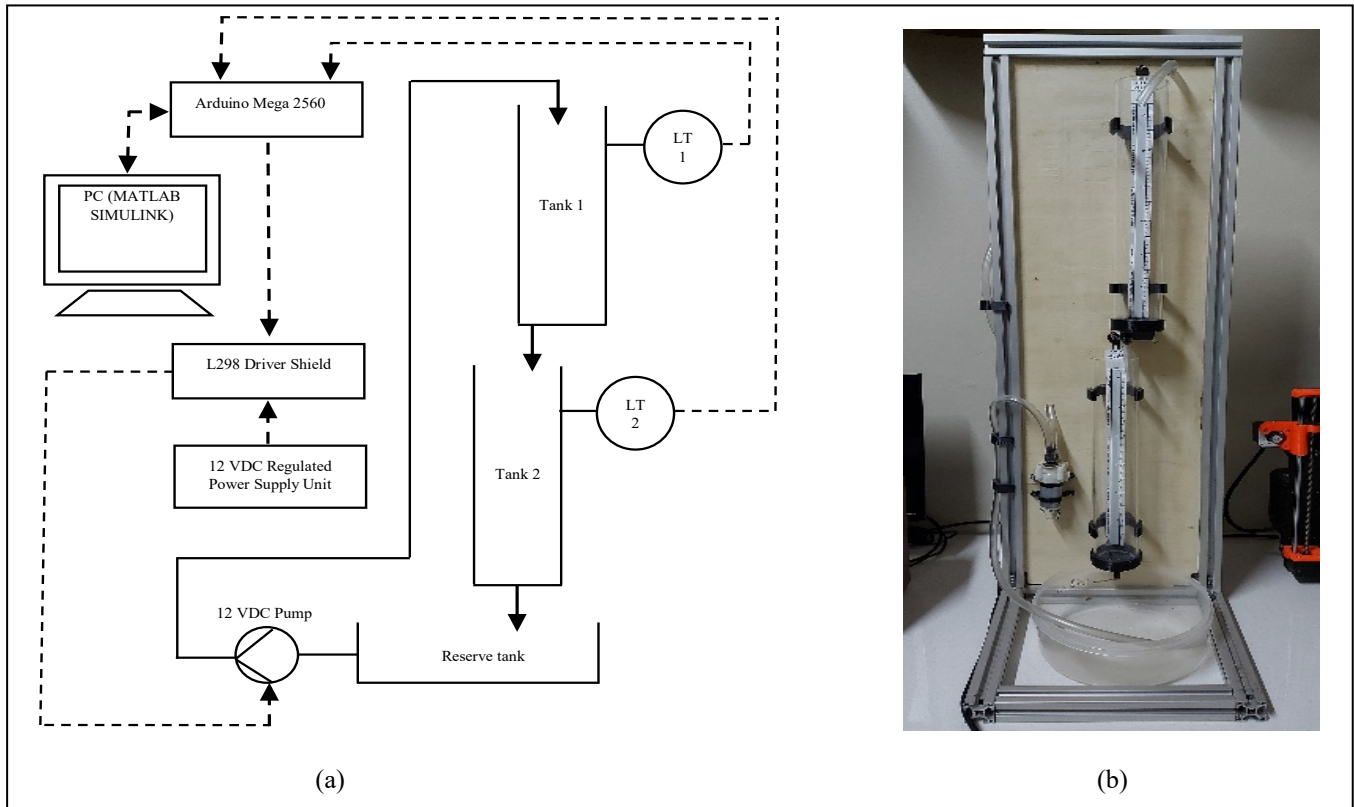 Arduino Mega 2560
LT
1
PC (MATLAB
SIMULINK)
Tank 1
L298 Driver Shield
LT
2
12 VDC Regulated
Power Supply Unit
Tank 2
12 VDC Pump
Reserve tank
(a)
(b)